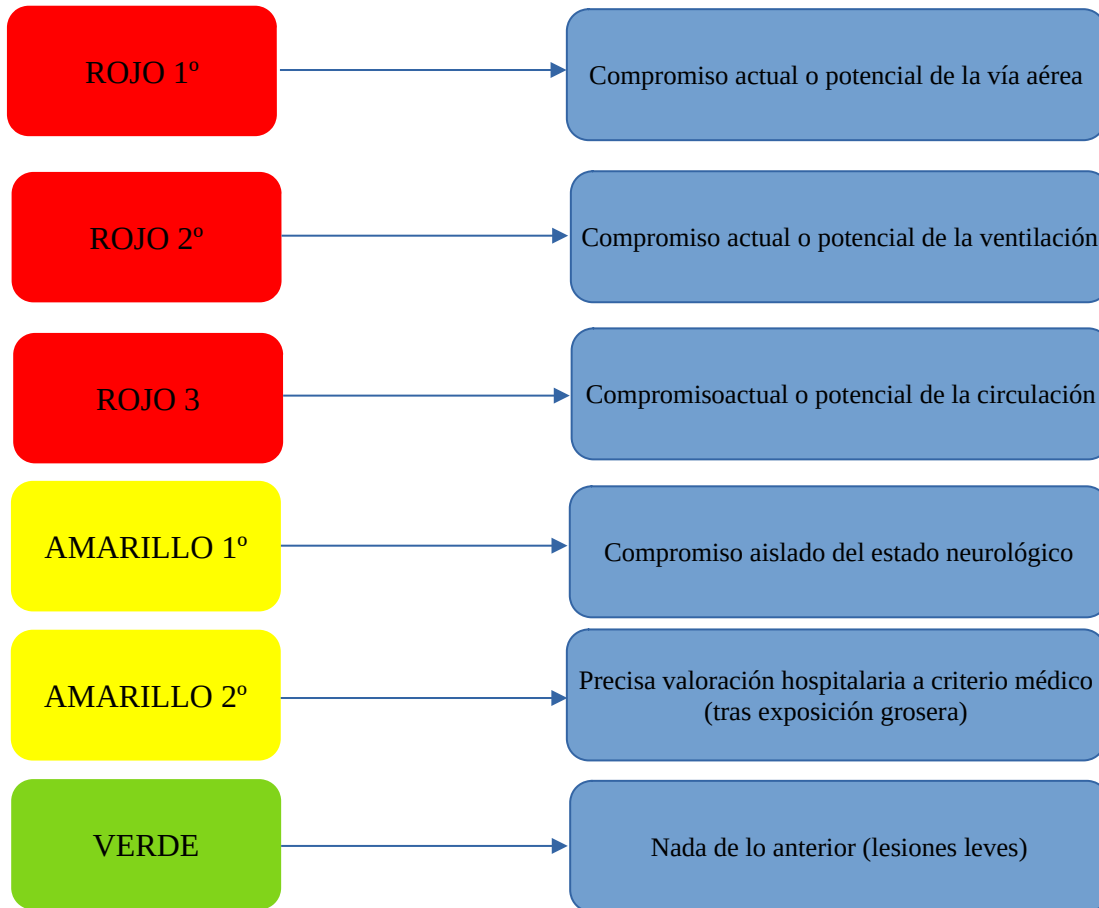 ROJO 1º
Compromiso actual o potencial de la vía aérea
ROJO 2º
Compromiso actual o potencial de la ventilación
ROJO 3
Compromisoactual o potencial de la circulación
AMARILLO 1º
Compromiso aislado del estado neurológico
AMARILLO 2º
Precisa valoración hospitalaria a criterio médico
(tras exposición grosera)
VERDE
Nada de lo anterior (lesiones leves)